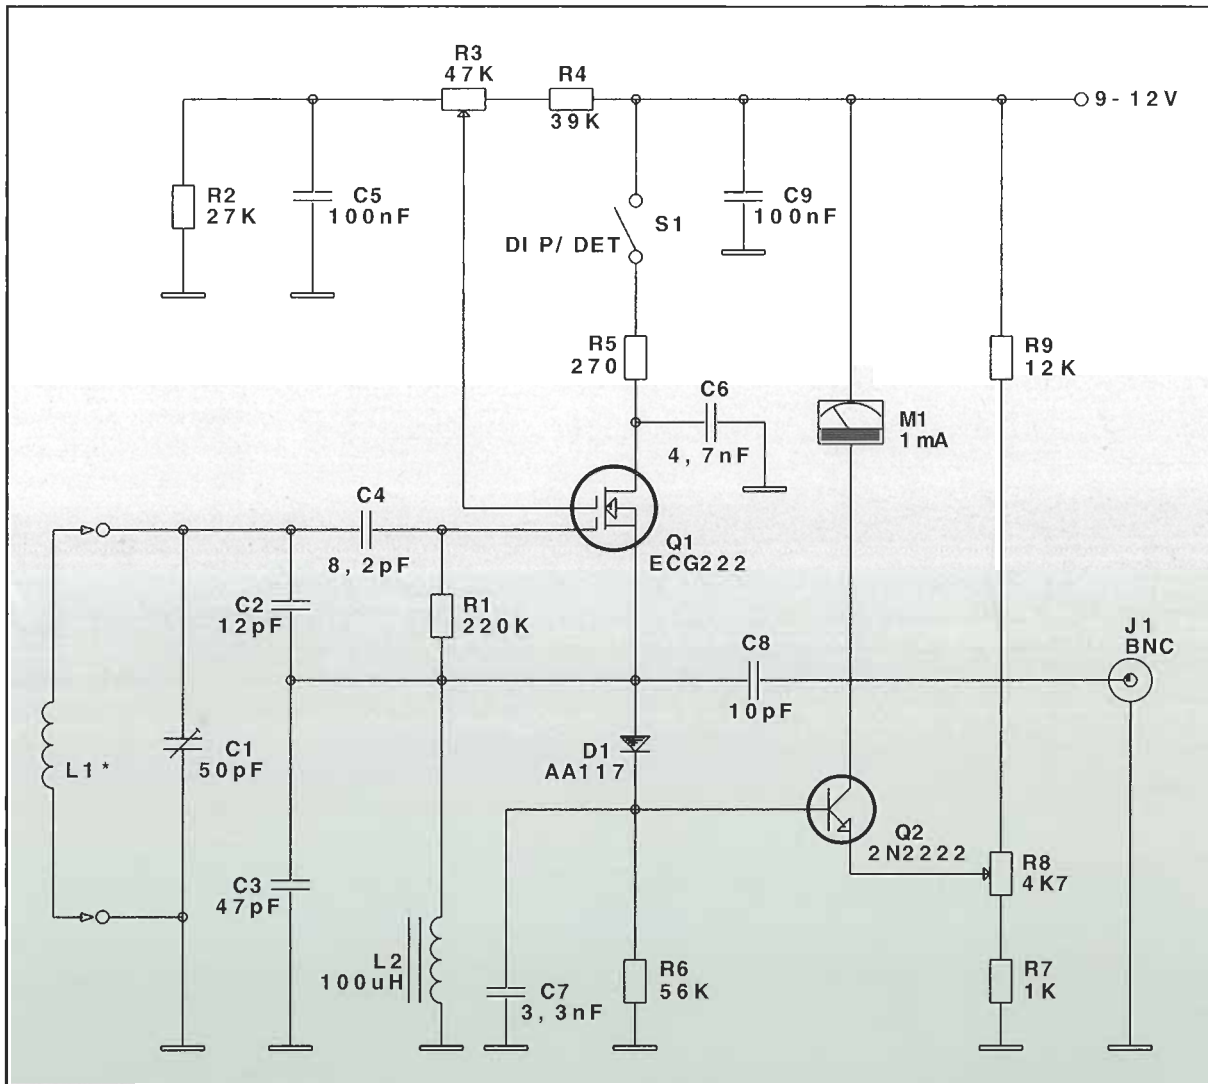 R3
47K
R4
39K
9-12V
R2
27K
C5
100nF
C9
100nF
S1
DIP/DET
R5
270
R9
12K
C6
4,7nF
M1
1mA
C4
8,2pF
Q1
ECG222
C2
12pF
R1
220K
C8
10pF
J1
BNC
L1*
C1
50pF
D1
AA117
Q2
2N2222
R8
4K7
C3
47pF
L2
100uH
C7
3,3nF
R6
56K
R7
1K